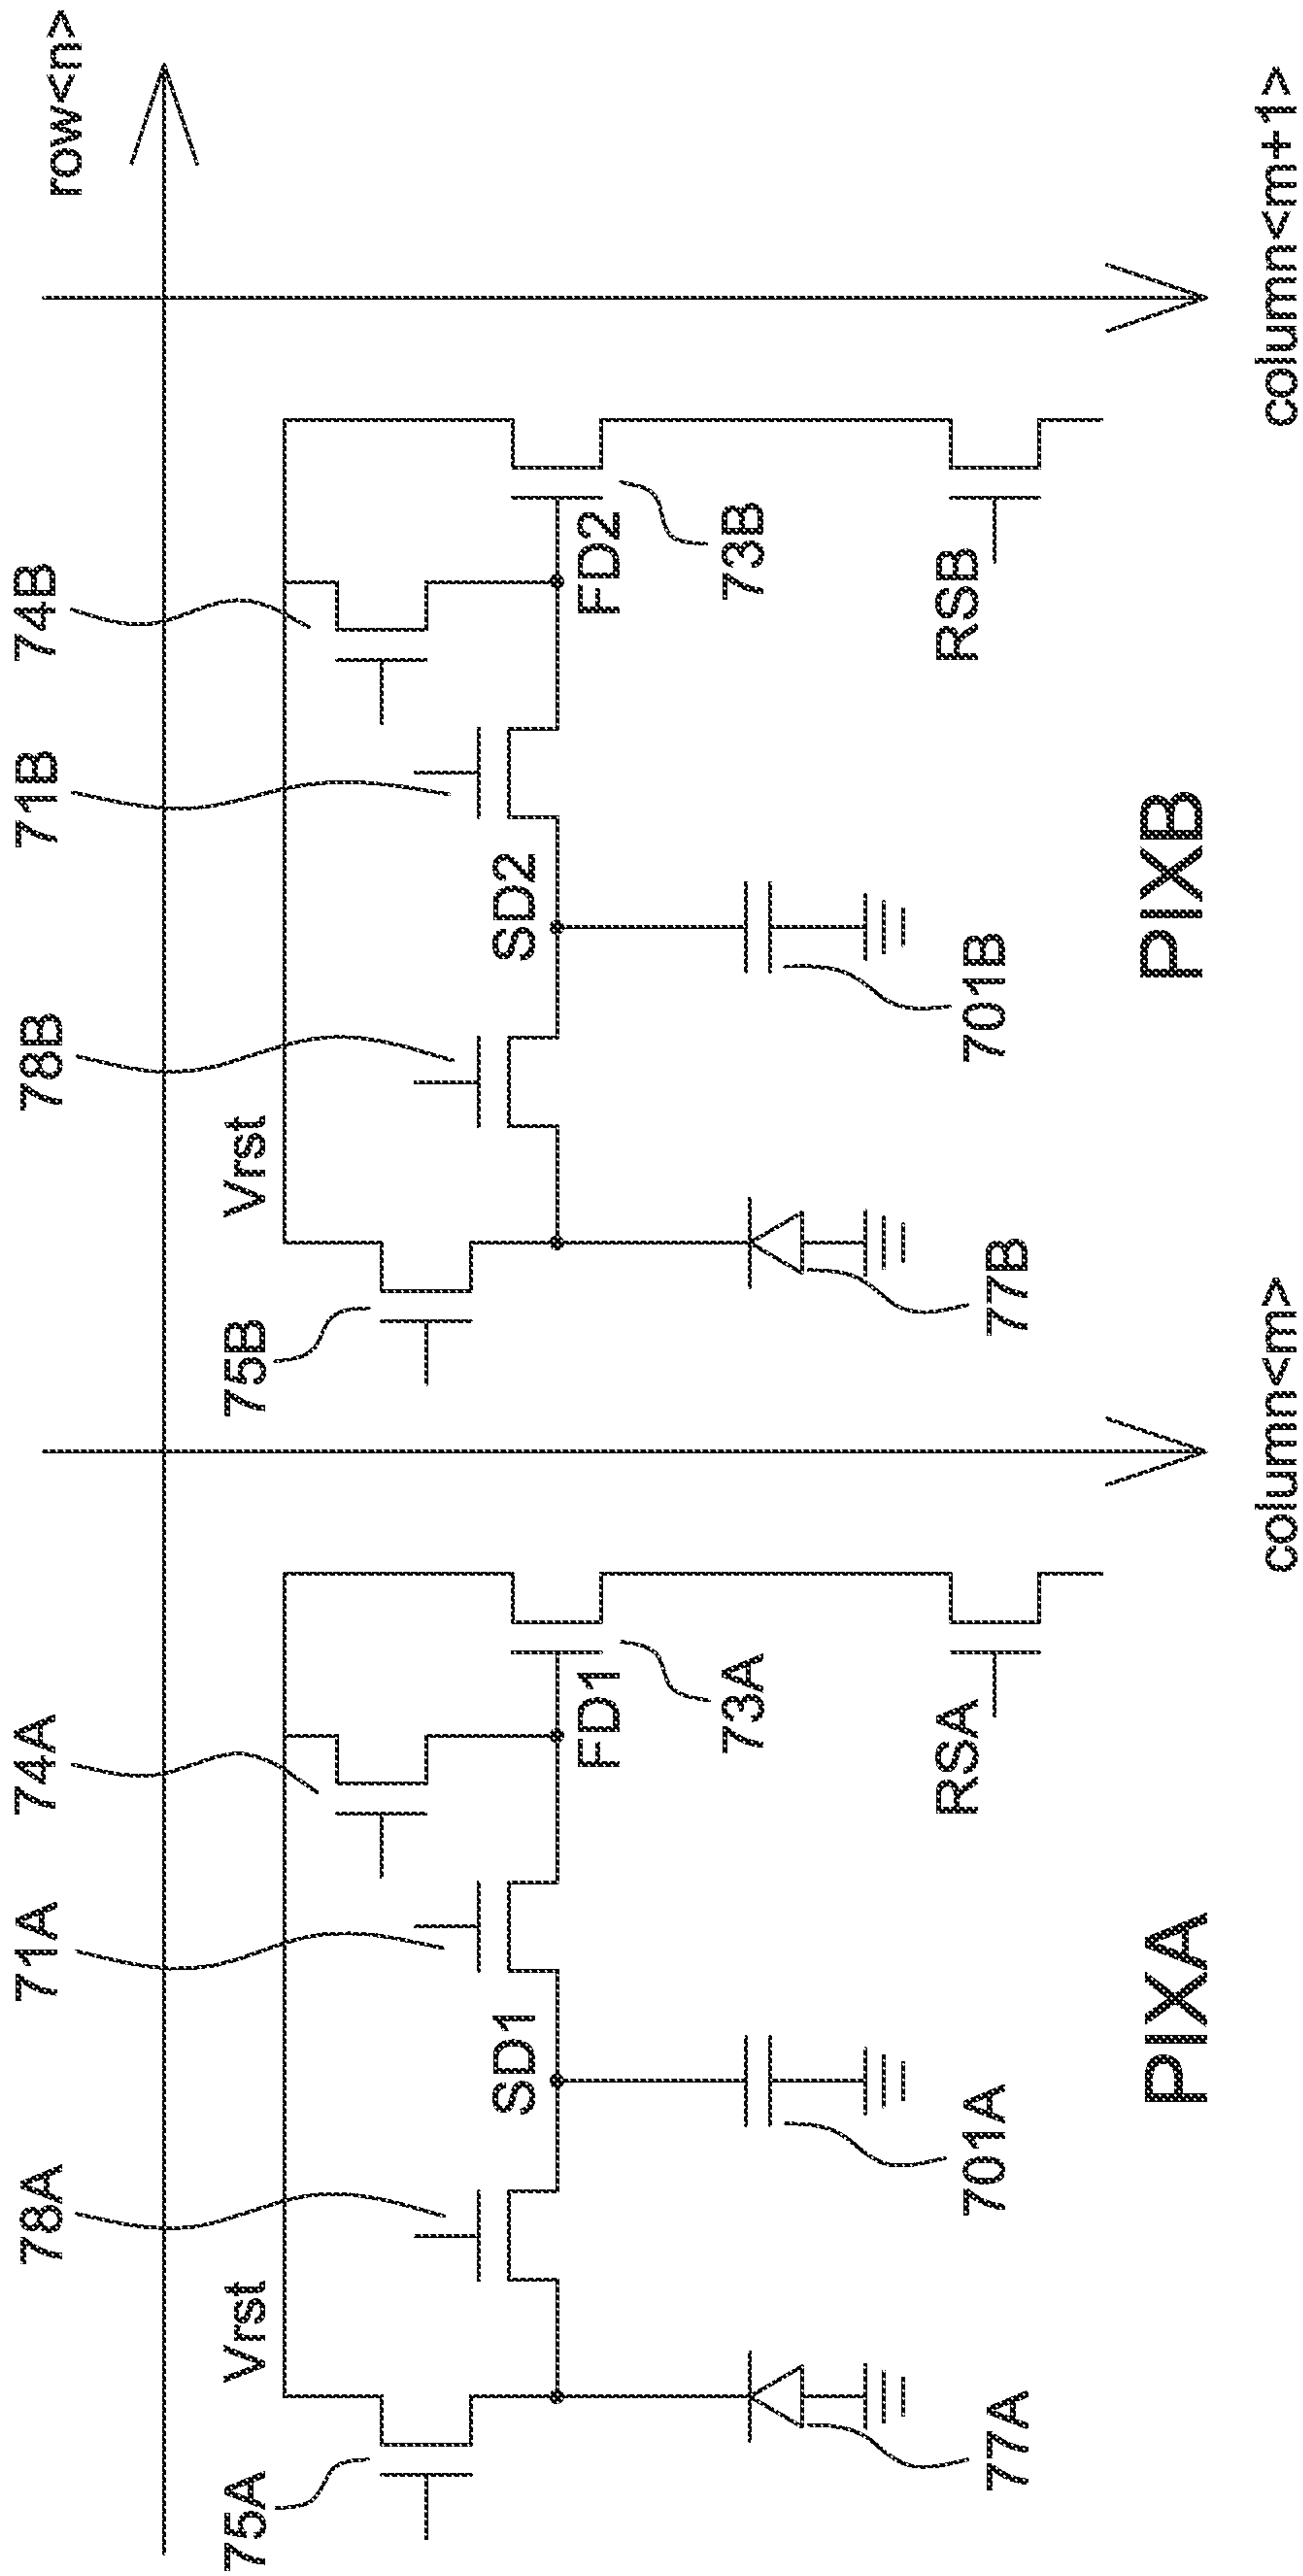 row<n>
74A
74B
71A
71B
78A
78B
Vrst
Vrst
75A
75B
SD1
SD2
FD1
FD2
73A
73B
RSA
RSB
701A
701B
77A
77B
PIXA
PIXB
column<m>
column<m+1>